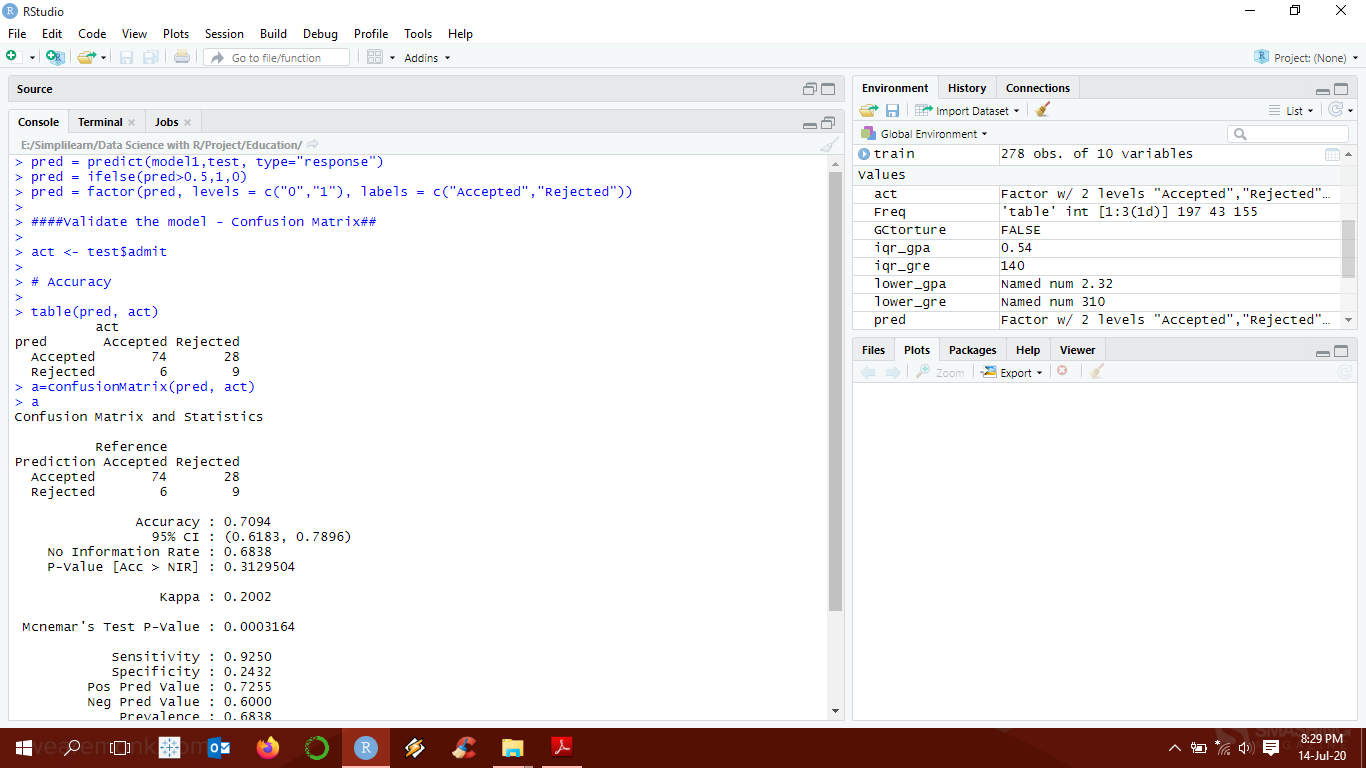 RStudio
File Edit Code View Plots Session Build Debug Profile Tools Help
Go to file/function Addins Project: (None)
Source
Console Terminal Jobs
E:/Simplilearn/Data Science with R/Project/Education/
> pred = predict(model1,test, type="response")
> pred = ifelse(pred>0.5,1,0)
> pred = factor(pred, levels = c("0","1"), labels = c("Accepted","Rejected"))
>
> ####Validate the model - Confusion Matrix##
>
> act <- test$admit
>
> # Accuracy
>
> table(pred, act)
act
pred Accepted Rejected
Accepted 74 28
Rejected 6 9
> a=confusionMatrix(pred, act)
> a
Confusion Matrix and Statistics
Reference
Prediction Accepted Rejected
Accepted 74 28
Rejected 6 9
Accuracy : 0.7094
95% CI : (0.6183, 0.7896)
No Information Rate : 0.6838
P-Value [Acc > NIR] : 0.3129504
Kappa : 0.2002
Mcnemar's Test P-Value : 0.0003164
Sensitivity : 0.9250
Specificity : 0.2432
Pos Pred Value : 0.7255
Neg Pred Value : 0.6000
Prevalence : 0.6838
Environment History Connections
Import Dataset List
Global Environment
train 278 obs. of 10 variables
Values
act Factor w/ 2 levels "Accepted","Rejected"…
Freq 'table' int [1:3(1d)] 197 43 155
GCtorture FALSE
iqr_gpa 0.54
iqr_gre 140
lower_gpa Named num 2.32
lower_gre Named num 310
pred Factor w/ 2 levels "Accepted","Rejected"…
Files Plots Packages Help Viewer
Zoom Export
8:29 PM
14-Jul-20